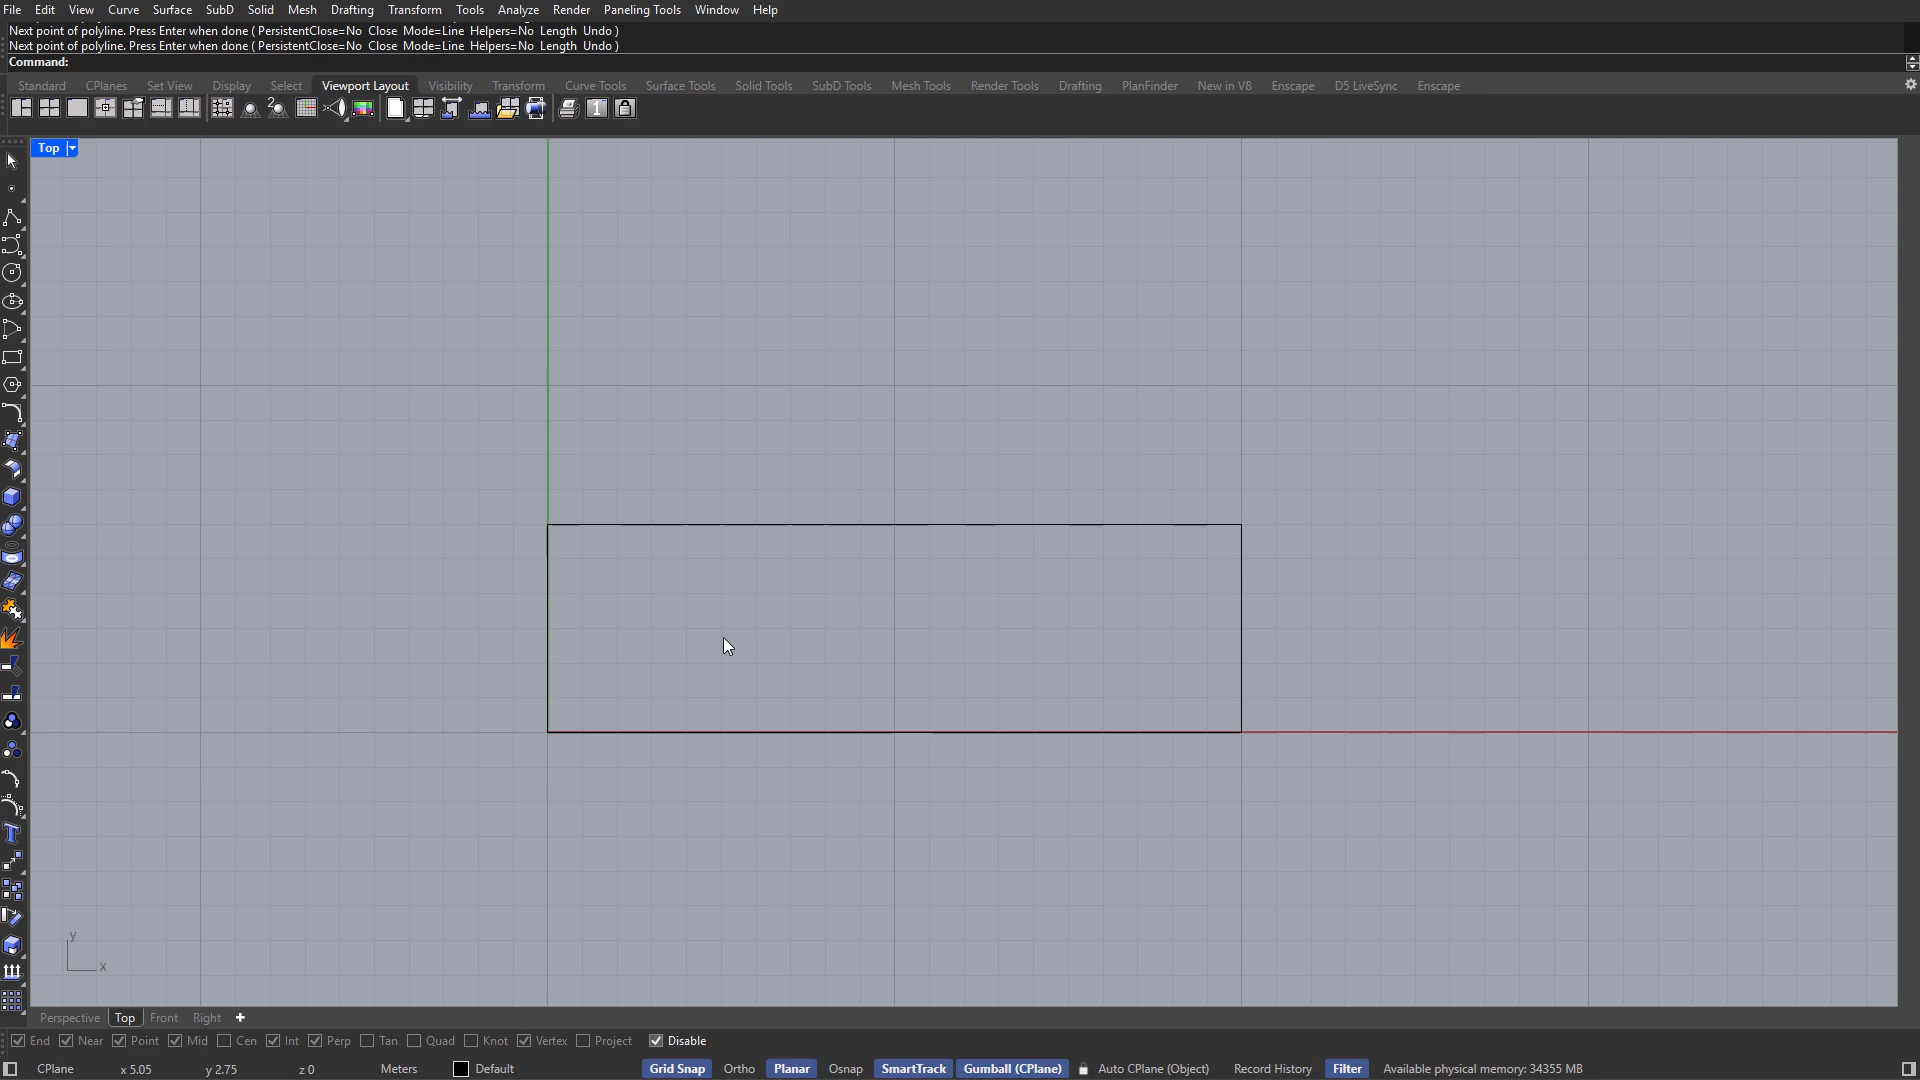 File Edit View Curve Surface SubD Solid Mesh Drafting Transform Tools Analyze Render Paneling Tools Window Help
Next point of polyline. Press Enter when done ( PersistentClose=No Close Mode=Line Helpers=No Length Undo )
Next point of polyline. Press Enter when done ( PersistentClose=No Close Mode=Line Helpers=No Length Undo )
Command:
Standard CPlanes Set View Display Select Viewport Layout Visibility Transform Curve Tools Surface Tools Solid Tools SubD Tools Mesh Tools Render Tools Drafting PlanFinder New in V8 Enscape D5 LiveSync Enscape
2 1
Top
y
x
Perspective Top Front Right
End Near Point Mid Cen Int Perp Tan Quad Knot Vertex Project Disable
CPlane x 5.05 y 2.75 z 0 Meters Default Grid Snap Ortho Planar Osnap SmartTrack Gumball (CPlane) Auto CPlane (Object) Record History Filter Available physical memory: 34355 MB